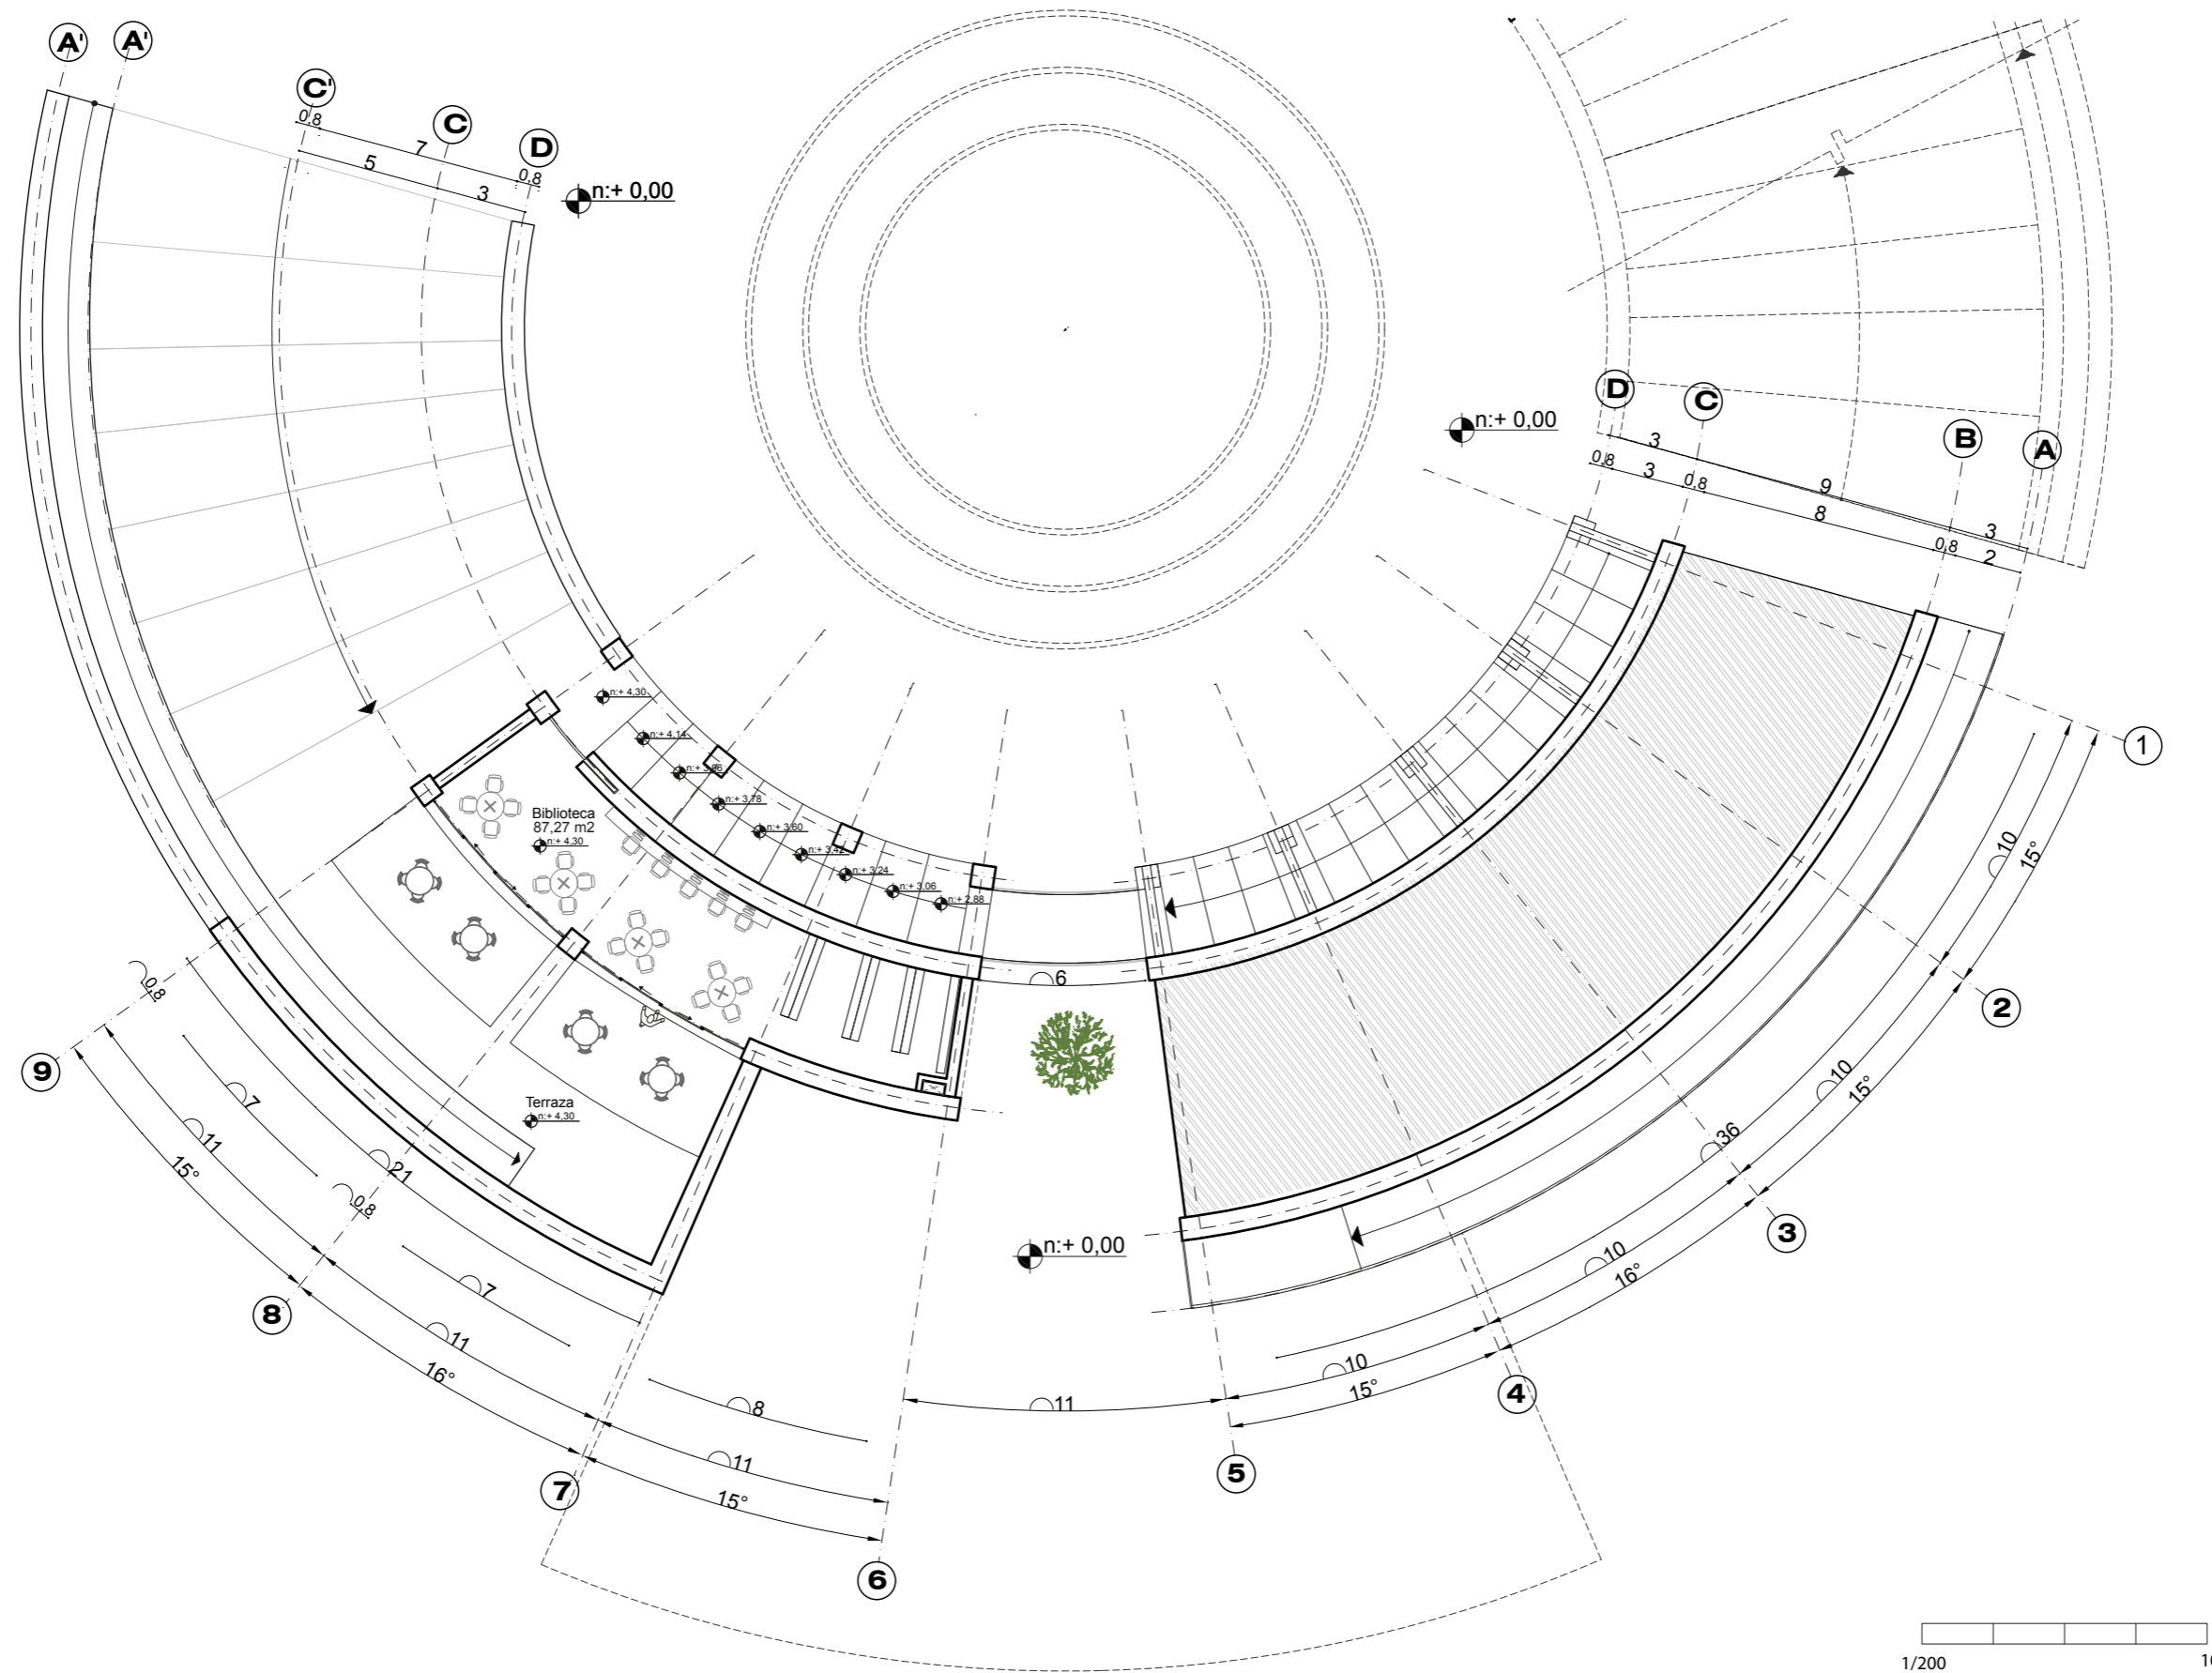 A'
A'
C'
C
D
0,8
7
5
0,8
3
n:+ 0,00
n:+ 0,00
D
C
B
A
3
0,8
3
0,8
9
8
3
0,8
2
1
10
15°
2
10
15°
36
3
10
16°
4
10
15°
5
11
6
n:+ 0,00
n:+ 4,30
n:+ 4,14
n:+ 3,78
n:+ 3,60
n:+ 3,42
n:+ 3,24
n:+ 3,06
n:+ 2,88
Biblioteca
87,27 m2
n:+ 4,30
Terraza
n:+ 4,30
9
0,8
7
11
15°
21
0,8
8
7
11
16°
8
7
11
15°
6
1/200